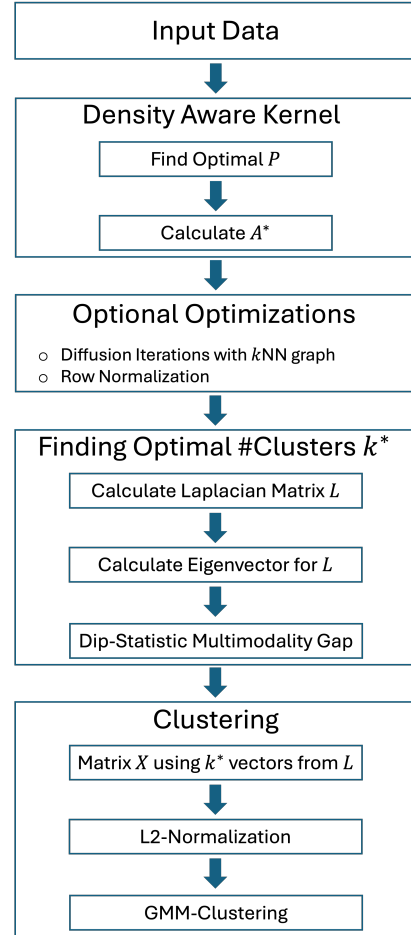 Input Data
Density Aware Kernel
Find Optimal P
Calculate A*
Optional Optimizations
○ Diffusion Iterations with kNN graph
○ Row Normalization
Finding Optimal #Clusters k*
Calculate Laplacian Matrix L
Calculate Eigenvector for L
Dip-Statistic Multimodality Gap
Clustering
Matrix X using k* vectors from L
L2-Normalization
GMM-Clustering